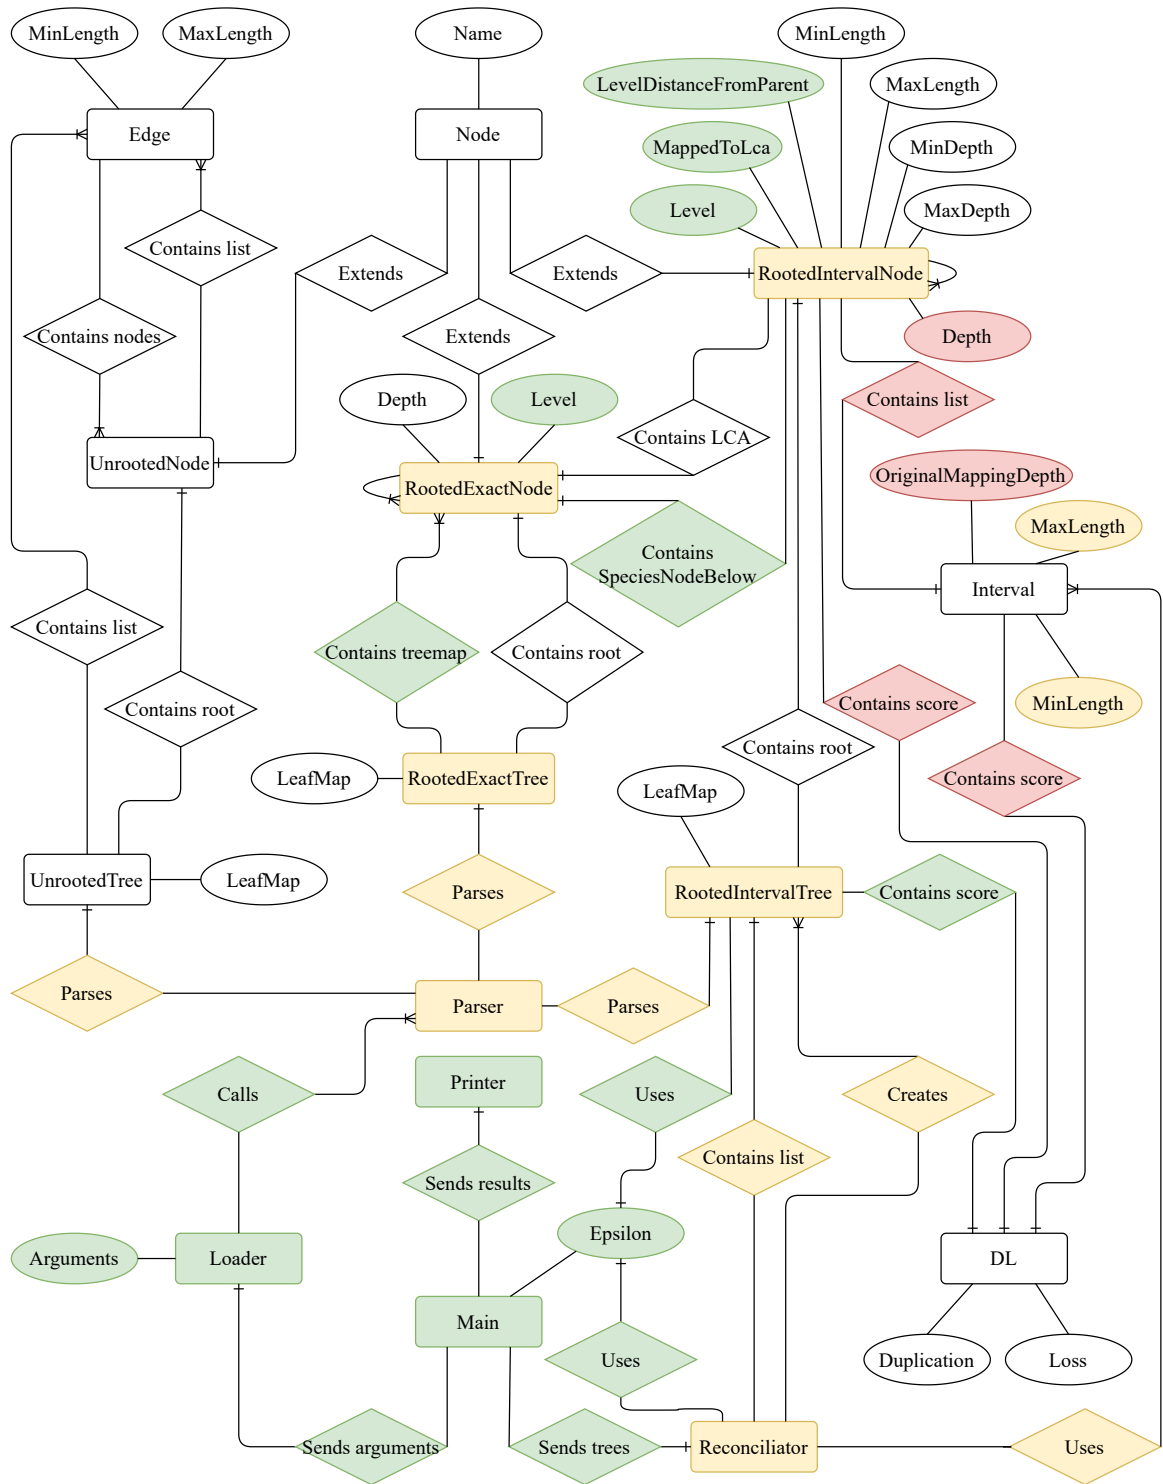 MinLength
MaxLength
Name
MinLength
LevelDistanceFromParent
MaxLength
Edge
Node
MappedToLca
MinDepth
Level
MaxDepth
Contains list
Extends
Extends
RootedIntervalNode
Contains nodes
Extends
Depth
Depth
Level
Contains list
Contains LCA
UnrootedNode
OriginalMappingDepth
RootedExactNode
MaxLength
Contains
SpeciesNodeBelow
Interval
Contains list
Contains treemap
Contains root
Contains root
Contains score
MinLength
Contains root
LeafMap
RootedExactTree
Contains score
LeafMap
UnrootedTree
LeafMap
Parses
RootedIntervalTree
Contains score
Parses
Parser
Parses
Calls
Printer
Uses
Creates
Sends results
Contains list
Epsilon
Arguments
Loader
DL
Main
Uses
Duplication
Loss
Sends arguments
Sends trees
Reconciliator
Uses